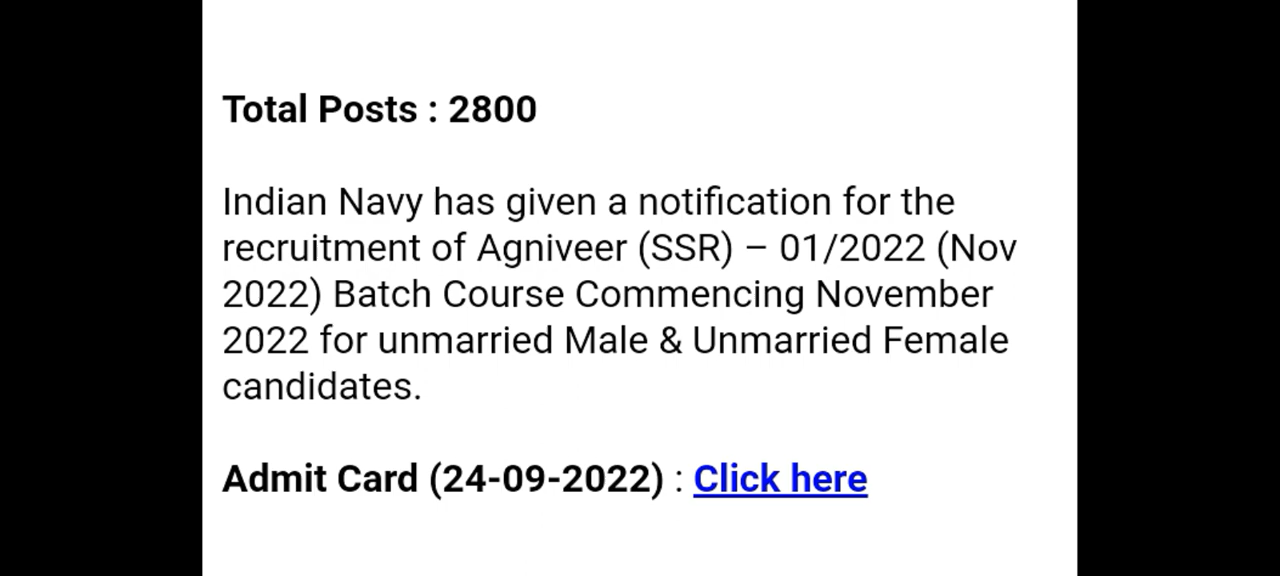 Total Posts : 2800
Indian Navy has given a notification for the
recruitment of Agniveer (SSR) – 01/2022 (Nov
2022) Batch Course Commencing November
2022 for unmarried Male & Unmarried Female
candidates.
Admit Card (24-09-2022) : Click here